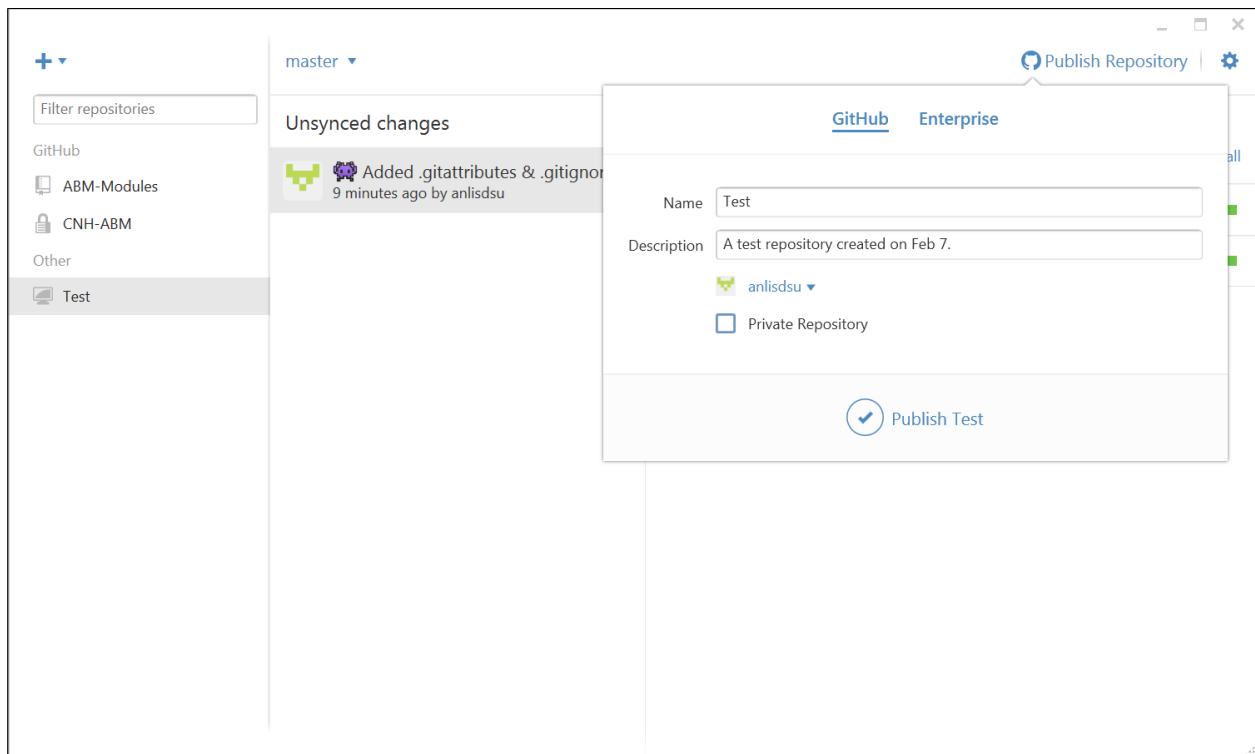 master
Publish Repository
Filter repositories
GitHub
ABM-Modules
CNH-ABM
Other
Test
Unsynced changes
Added .gitattributes & .gitignor
9 minutes ago by anlisdsu
GitHub Enterprise
Name Test
Description A test repository created on Feb 7.
anlisdsu
Private Repository
Publish Test
all